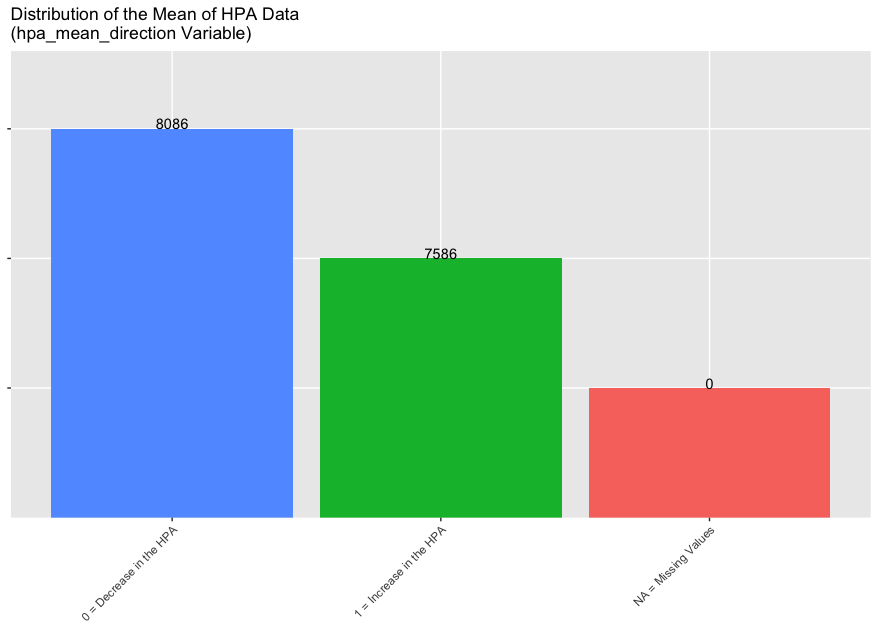 Distribution of the Mean of HPA Data
(hpa_mean_direction Variable)
8086
7586
0
0 = Decrease in the HPA
1 = Increase in the HPA
NA = Missing Values